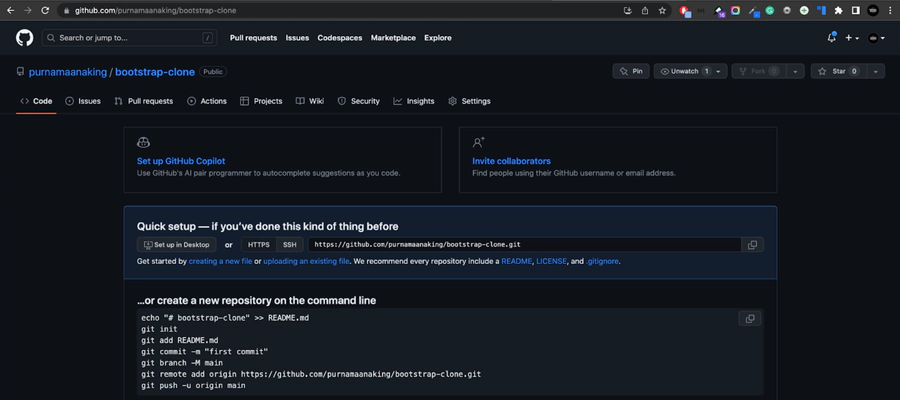 github.com/purnamaanaking/bootstrap-clone
Search or jump to... /
Pull requests Issues Codespaces Marketplace Explore
purnamaanaking / bootstrap-clone Public
Pin Unwatch 1 Fork 0 Star 0
Code Issues Pull requests Actions Projects Wiki Security Insights Settings
Set up GitHub Copilot
Use GitHub's AI pair programmer to autocomplete suggestions as you code.
Invite collaborators
Find people using their GitHub username or email address.
Quick setup — if you've done this kind of thing before
Set up in Desktop or HTTPS SSH https://github.com/purnamaanaking/bootstrap-clone.git
Get started by creating a new file or uploading an existing file. We recommend every repository include a README, LICENSE, and .gitignore.
…or create a new repository on the command line
echo "# bootstrap-clone" >> README.md
git init
git add README.md
git commit -m "first commit"
git branch -M main
git remote add origin https://github.com/purnamaanaking/bootstrap-clone.git
git push -u origin main